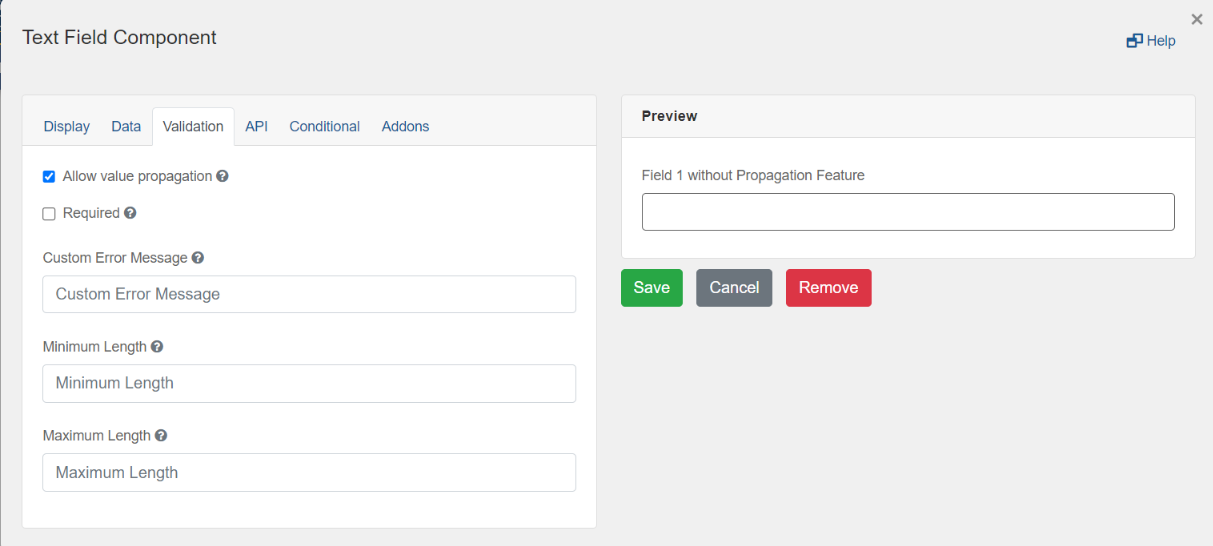 Text Field Component
×
Help
Display Data Validation API Conditional Addons
Allow value propagation
Required
Custom Error Message
Custom Error Message
Minimum Length
Minimum Length
Maximum Length
Maximum Length
Preview
Field 1 without Propagation Feature
Save Cancel Remove